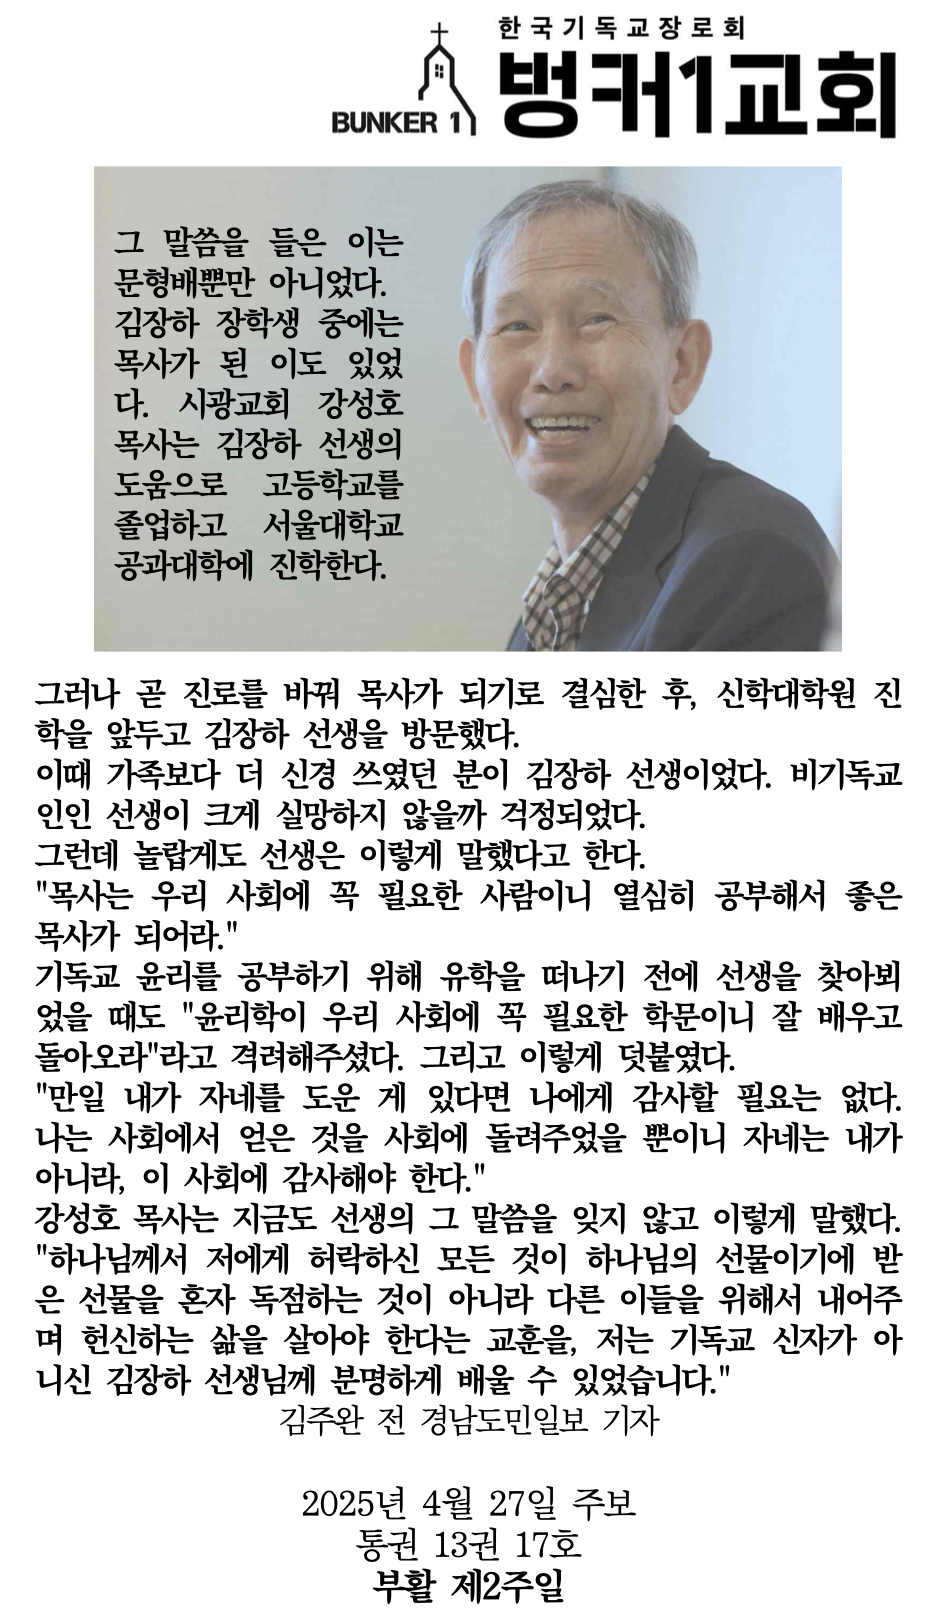 한국기독교장로회
BUNKER 1
벙커1교회
그 말씀을 들은 이는
문형배뿐만 아니었다.
김장하 장학생 중에는
목사가 된 이도 있었
다. 시광교회 강성호
목사는 김장하 선생의
도움으로 고등학교를
졸업하고 서울대학교
공과대학에 진학한다.
그러나 곧 진로를 바꿔 목사가 되기로 결심한 후, 신학대학원 진
학을 앞두고 김장하 선생을 방문했다.
이때 가족보다 더 신경 쓰였던 분이 김장하 선생이었다. 비기독교
인인 선생이 크게 실망하지 않을까 걱정되었다.
그런데 놀랍게도 선생은 이렇게 말했다고 한다.
"목사는 우리 사회에 꼭 필요한 사람이니 열심히 공부해서 좋은
목사가 되어라."
기독교 윤리를 공부하기 위해 유학을 떠나기 전에 선생을 찾아뵈
었을 때도 "윤리학이 우리 사회에 꼭 필요한 학문이니 잘 배우고
돌아오라"라고 격려해주셨다. 그리고 이렇게 덧붙였다.
"만일 내가 자네를 도운 게 있다면 나에게 감사할 필요는 없다.
나는 사회에서 얻은 것을 사회에 돌려주었을 뿐이니 자네는 내가
아니라, 이 사회에 감사해야 한다."
강성호 목사는 지금도 선생의 그 말씀을 잊지 않고 이렇게 말했다.
"하나님께서 저에게 허락하신 모든 것이 하나님의 선물이기에 받
은 선물을 혼자 독점하는 것이 아니라 다른 이들을 위해서 내어주
며 헌신하는 삶을 살아야 한다는 교훈을, 저는 기독교 신자가 아
니신 김장하 선생님께 분명하게 배울 수 있었습니다."
김주완 전 경남도민일보 기자
2025년 4월 27일 주보
통권 13권 17호
부활 제2주일